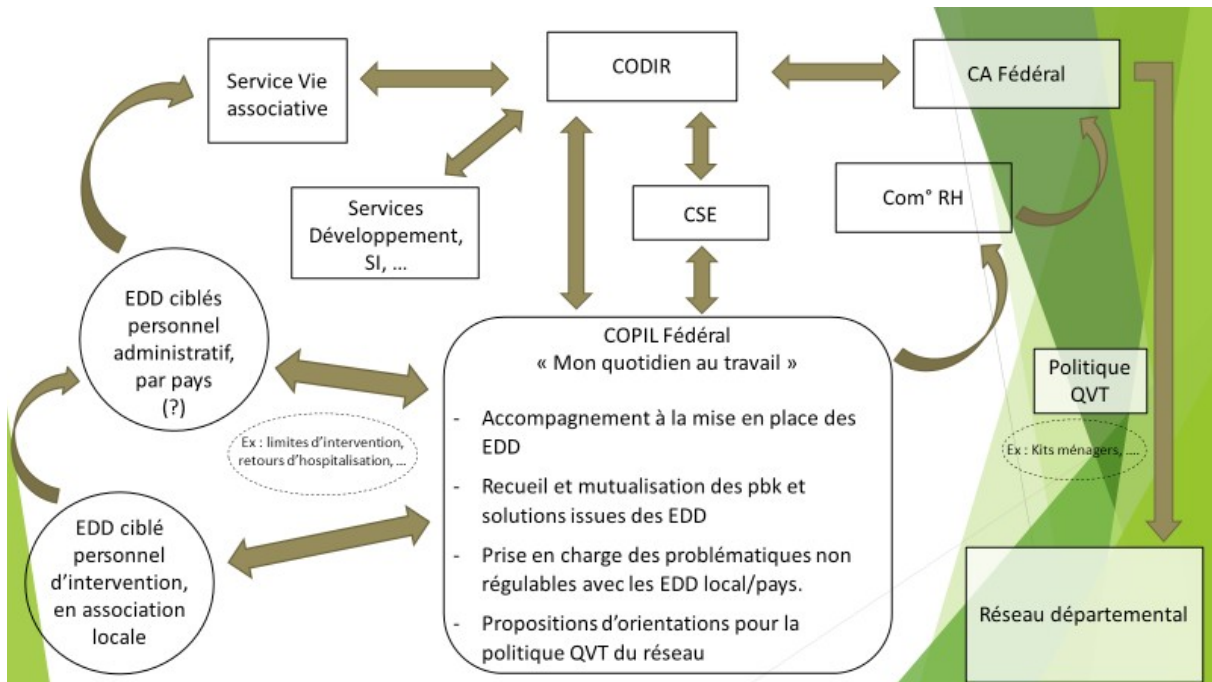 Service Vie
associative
CODIR
CA Fédéral
Services
Développement,
SI, ...
CSE
Com° RH
EDD ciblés
personnel
administratif,
par pays
(?)
COPIL Fédéral
« Mon quotidien au travail »
- Accompagnement à la mise en place des
EDD
- Recueil et mutualisation des pbk et
solutions issues des EDD
- Prise en charge des problématiques non
régulables avec les EDD local/pays.
- Propositions d'orientations pour la
politique QVT du réseau
Politique
QVT
Ex : Kits ménagers, .....
Ex : limites d'intervention,
retours d'hospitalisation, ...
EDD ciblé
personnel
d'intervention,
en association
locale
Réseau départemental